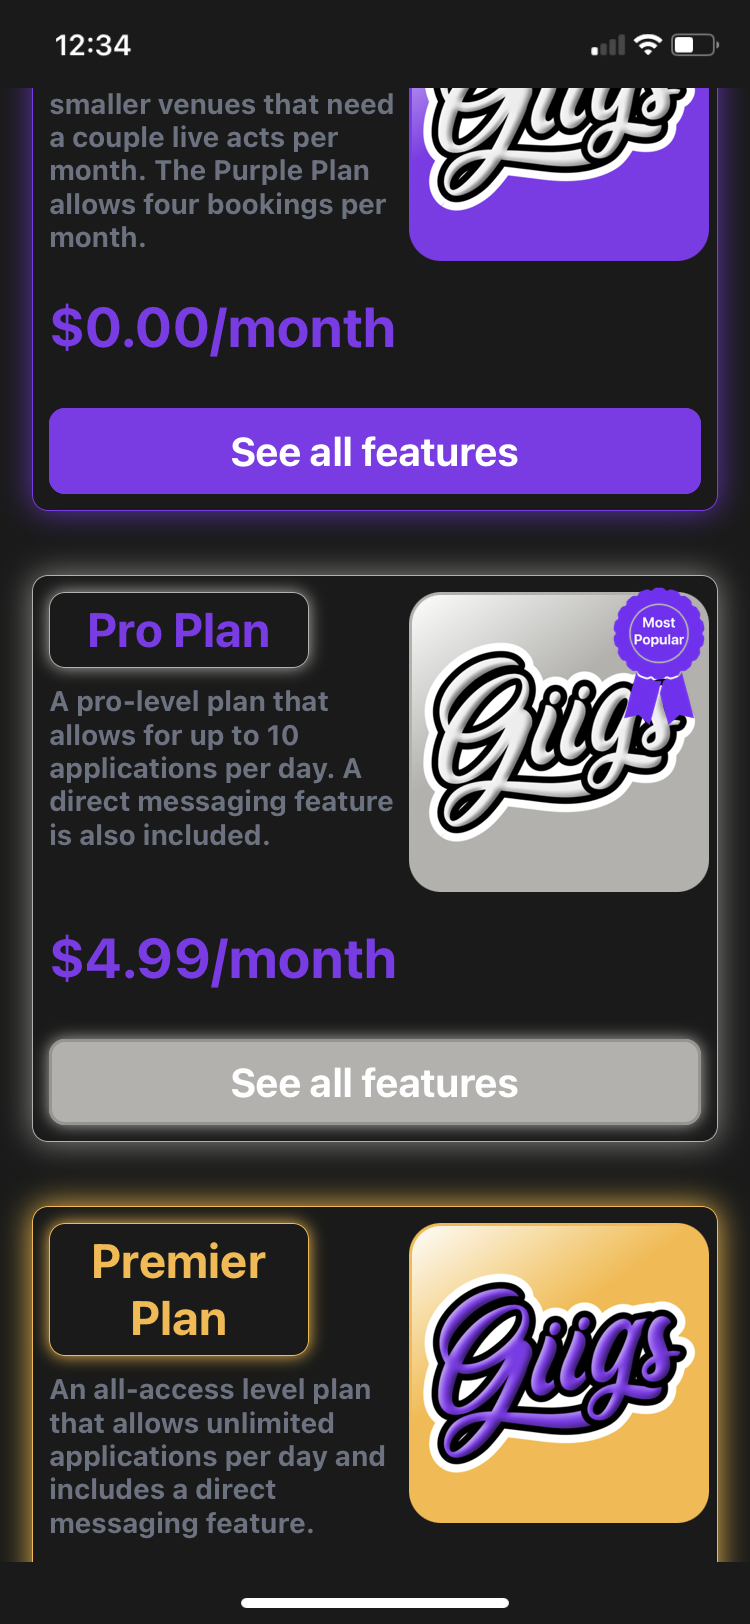 12:34
smaller venues that need
a couple live acts per
month. The Purple Plan
allows four bookings per
month.
Giigs
$0.00/month
See all features
Pro Plan
Most
Popular
A pro-level plan that
allows for up to 10
applications per day. A
direct messaging feature
is also included.
Giigs
$4.99/month
See all features
Premier
Plan
An all-access level plan
that allows unlimited
applications per day and
includes a direct
messaging feature.
Giigs